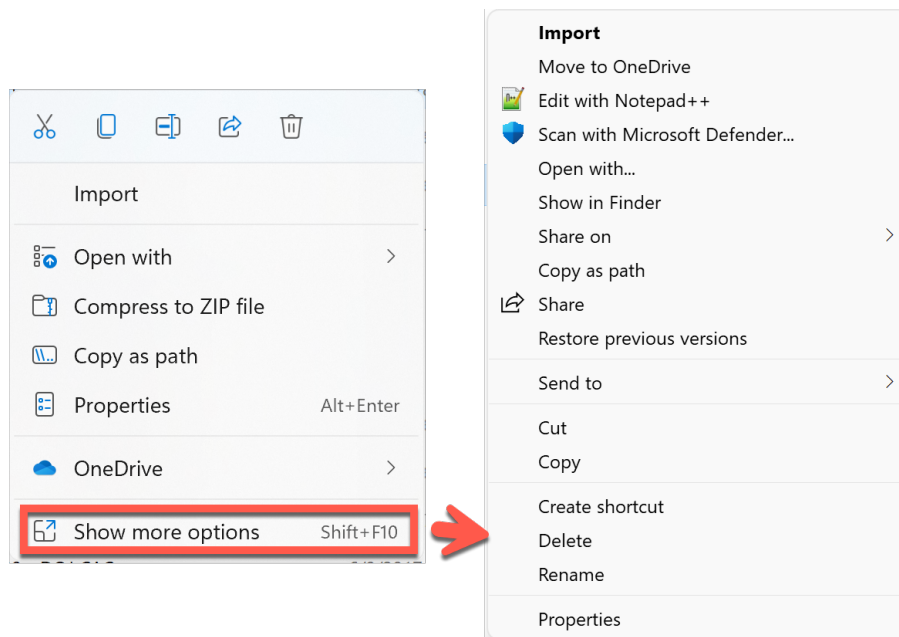 Import
Open with
Compress to ZIP file
Copy as path
Properties Alt+Enter
OneDrive
Show more options Shift+F10
Import
Move to OneDrive
Edit with Notepad++
Scan with Microsoft Defender...
Open with...
Show in Finder
Share on
Copy as path
Share
Restore previous versions
Send to
Cut
Copy
Create shortcut
Delete
Rename
Properties